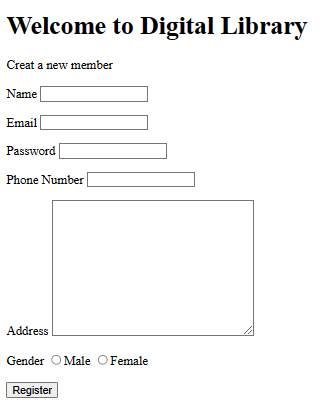 Welcome to Digital Library
Creat a new member
Name
Email
Password
Phone Number
Address
Gender Male Female
Register